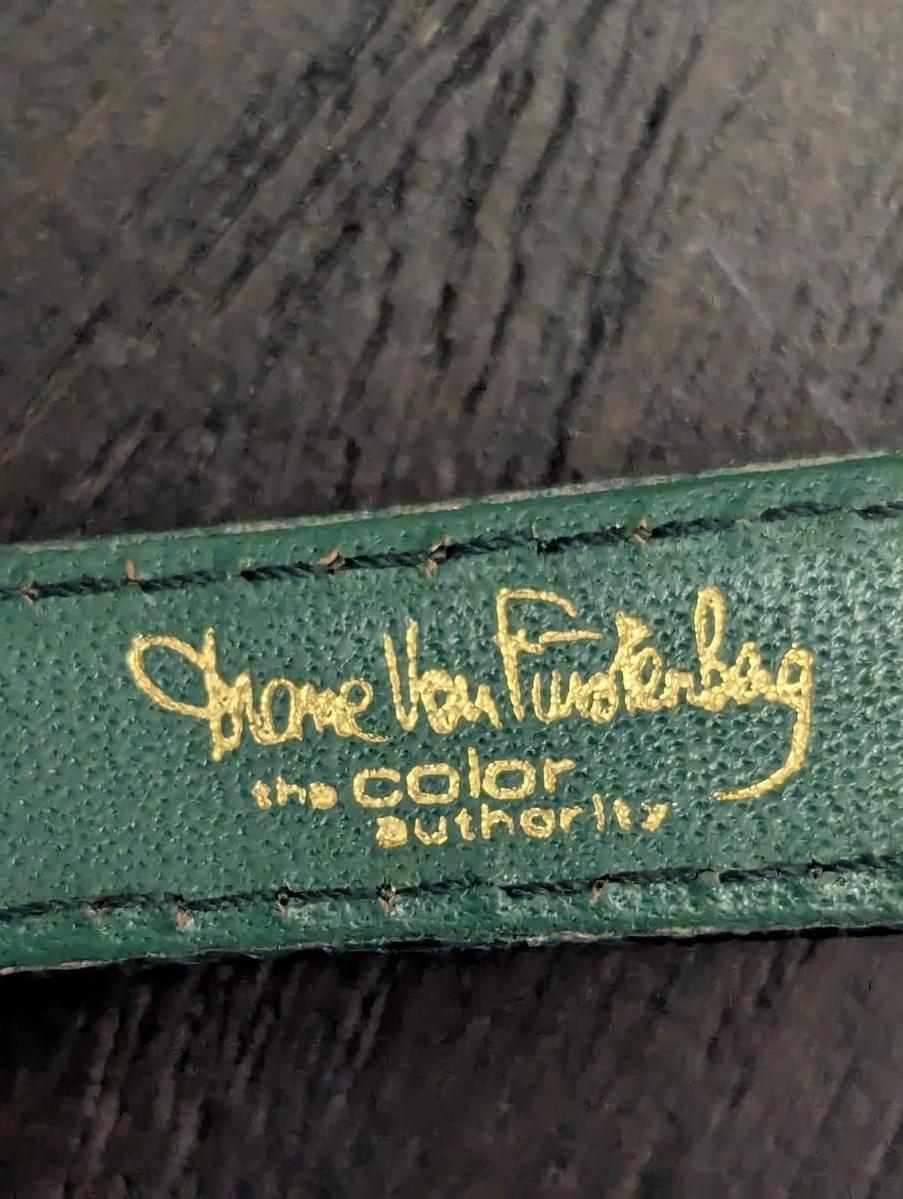 Diane Von Furstenberg
the color
authority